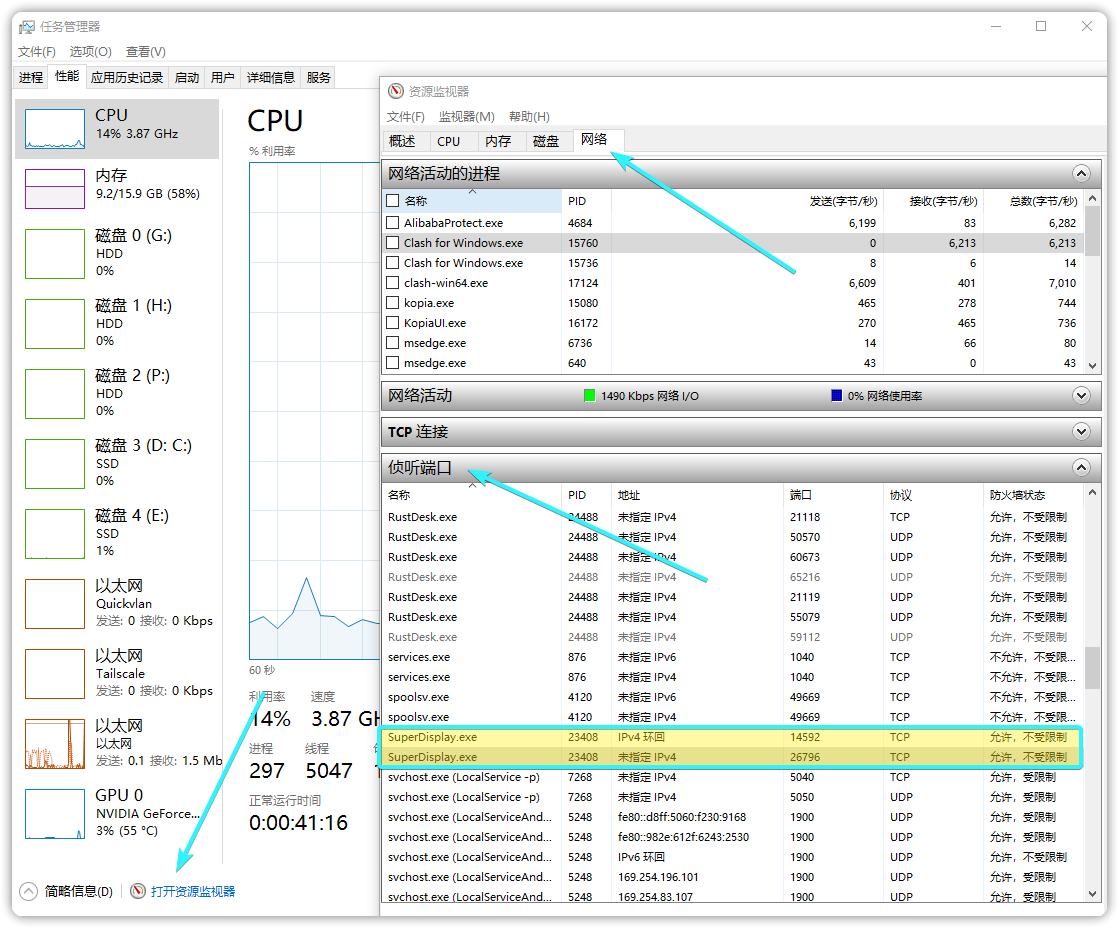 任务管理器
文件(F) 选项(O) 查看(V)
进程 性能 应用历史记录 启动 用户 详细信息 服务
CPU
14% 3.87 GHz
内存
9.2/15.9 GB (58%)
磁盘 0 (G:)
HDD
0%
磁盘 1 (H:)
HDD
0%
磁盘 2 (P:)
HDD
0%
磁盘 3 (D: C:)
SSD
0%
磁盘 4 (E:)
SSD
1%
以太网
Quickvlan
发送: 0 接收: 0 Kbps
以太网
Tailscale
发送: 0 接收: 0 Kbps
以太网
以太网
发送: 0.1 接收: 1.5 Mb
GPU 0
NVIDIA GeForce...
3% (55 °C)
简略信息(D)
打开资源监视器
CPU
% 利用率
60 秒
利用率 速度
14% 3.87 GH
进程 线程
297 5047
正常运行时间
0:00:41:16
资源监视器
文件(F) 监视器(M) 帮助(H)
概述 CPU 内存 磁盘 网络
网络活动的进程
名称 PID 发送(字节/秒) 接收(字节/秒) 总数(字节/秒)
AlibabaProtect.exe 4684 6,199 83 6,282
Clash for Windows.exe 15760 0 6,213 6,213
Clash for Windows.exe 15736 8 6 14
clash-win64.exe 17124 6,609 401 7,010
kopia.exe 15080 465 278 744
KopiaUI.exe 16172 270 465 736
msedge.exe 6736 14 66 80
msedge.exe 640 43 0 43
网络活动 1490 Kbps 网络 I/O 0% 网络使用率
TCP 连接
侦听端口
名称 PID 地址 端口 协议 防火墙状态
RustDesk.exe 24488 未指定 IPv4 21118 TCP 允许，不受限制
RustDesk.exe 24488 未指定 IPv4 50570 UDP 允许，不受限制
RustDesk.exe 24488 未指定 IPv4 60673 UDP 允许，不受限制
RustDesk.exe 24488 未指定 IPv4 65216 UDP 允许，不受限制
RustDesk.exe 24488 未指定 IPv4 21119 UDP 允许，不受限制
RustDesk.exe 24488 未指定 IPv4 55079 UDP 允许，不受限制
RustDesk.exe 24488 未指定 IPv4 59112 UDP 允许，不受限制
services.exe 876 未指定 IPv6 1040 TCP 不允许，不受限...
services.exe 876 未指定 IPv4 1040 TCP 不允许，不受限...
spoolsv.exe 4120 未指定 IPv6 49669 TCP 不允许，不受限...
spoolsv.exe 4120 未指定 IPv4 49669 TCP 不允许，不受限...
SuperDisplay.exe 23408 IPv4 环回 14592 TCP 允许，不受限制
SuperDisplay.exe 23408 未指定 IPv4 26796 TCP 允许，不受限制
svchost.exe (LocalService -p) 7268 未指定 IPv4 5040 TCP 允许，受限制
svchost.exe (LocalService -p) 7268 未指定 IPv4 5050 UDP 允许，受限制
svchost.exe (LocalServiceAnd... 5248 fe80::d8ff:5060:f230:9168 1900 UDP 允许，受限制
svchost.exe (LocalServiceAnd... 5248 fe80::982e:612f:6243:2530 1900 UDP 允许，受限制
svchost.exe (LocalServiceAnd... 5248 IPv6 环回 1900 UDP 允许，不受限制
svchost.exe (LocalServiceAnd... 5248 169.254.196.101 1900 UDP 允许，受限制
svchost.exe (LocalServiceAnd... 5248 169.254.83.107 1900 UDP 允许，受限制